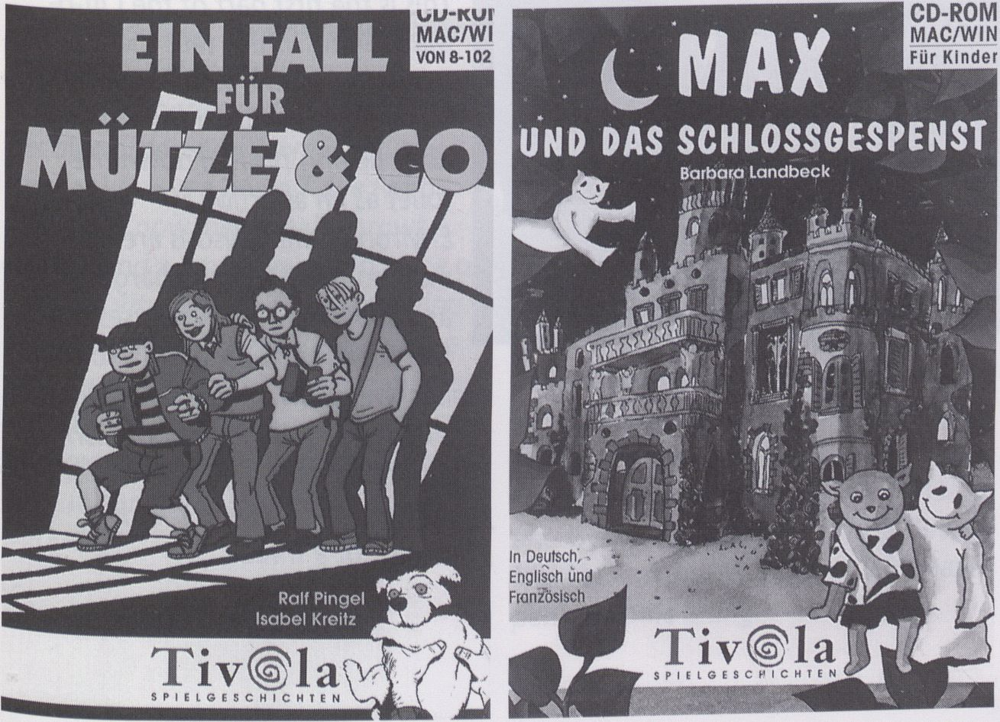 EIN FALL
FÜR
MÜTZE & CO
CD-ROM
MAC/WI
VON 8-102
Ralf Pingel
Isabel Kreitz
Tivola
SPIELGESCHICHTEN
MAX
UND DAS SCHLOSSGESPENST
Barbara Landbeck
CD-ROM
MAC/WIN
Für Kinder
In Deutsch,
Englisch und
Französisch
Tivola
SPIELGESCHICHTEN